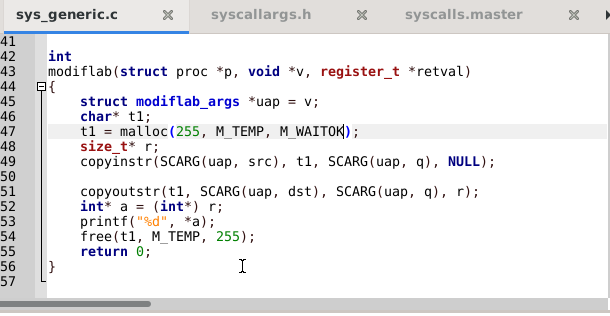 sys_generic.c syscallargs.h syscalls.master
41
42 int
43 modiflab(struct proc *p, void *v, register_t *retval)
44 {
45 struct modiflab_args *uap = v;
46 char* t1;
47 t1 = malloc(255, M_TEMP, M_WAITOK);
48 size_t* r;
49 copyinstr(SCARG(uap, src), t1, SCARG(uap, q), NULL);
50
51 copyoutstr(t1, SCARG(uap, dst), SCARG(uap, q), r);
52 int* a = (int*) r;
53 printf("%d", *a);
54 free(t1, M_TEMP, 255);
55 return 0;
56 }
57